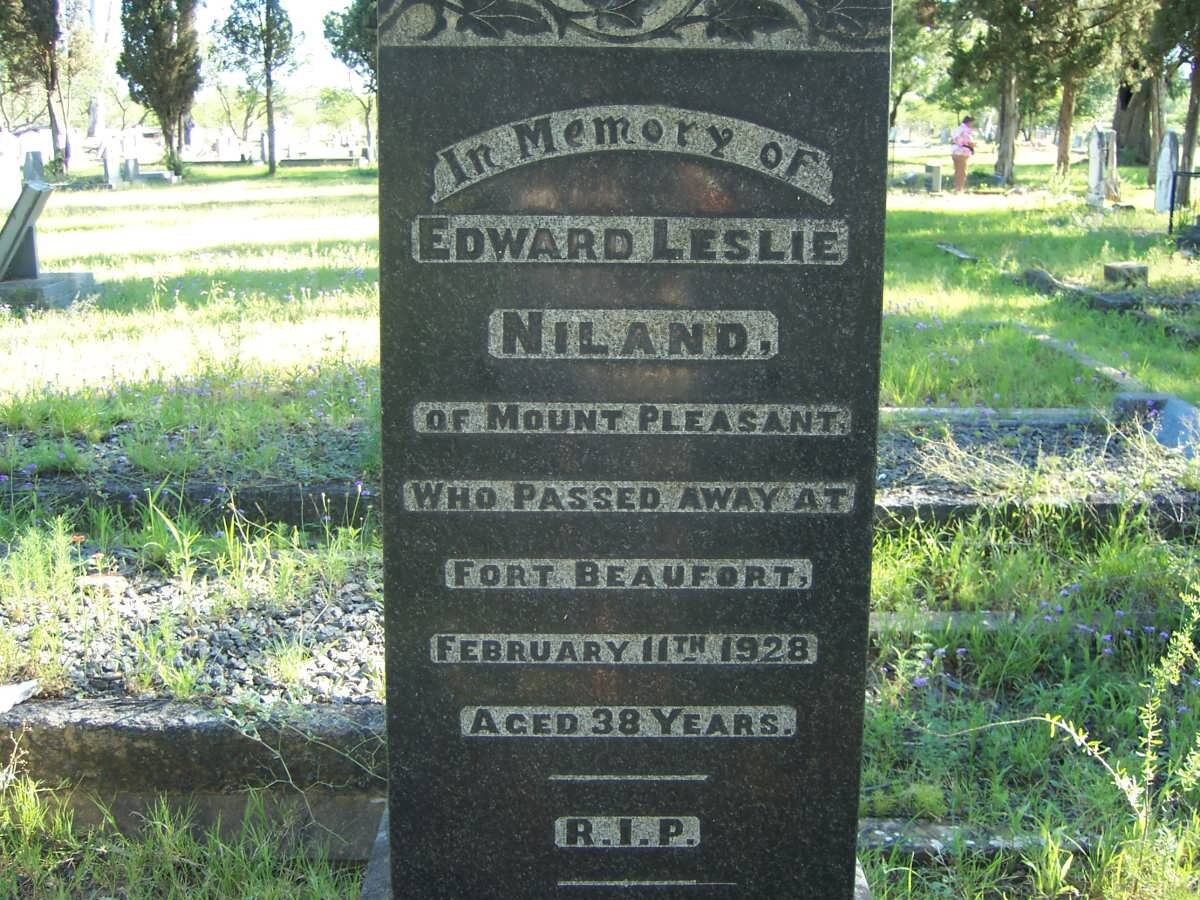 In Memory of
Edward Leslie
Niland,
of Mount Pleasant,
Who Passed away at
Fort Beaufort,
February 11th 1928
Aged 38 Years.
R.I.P.